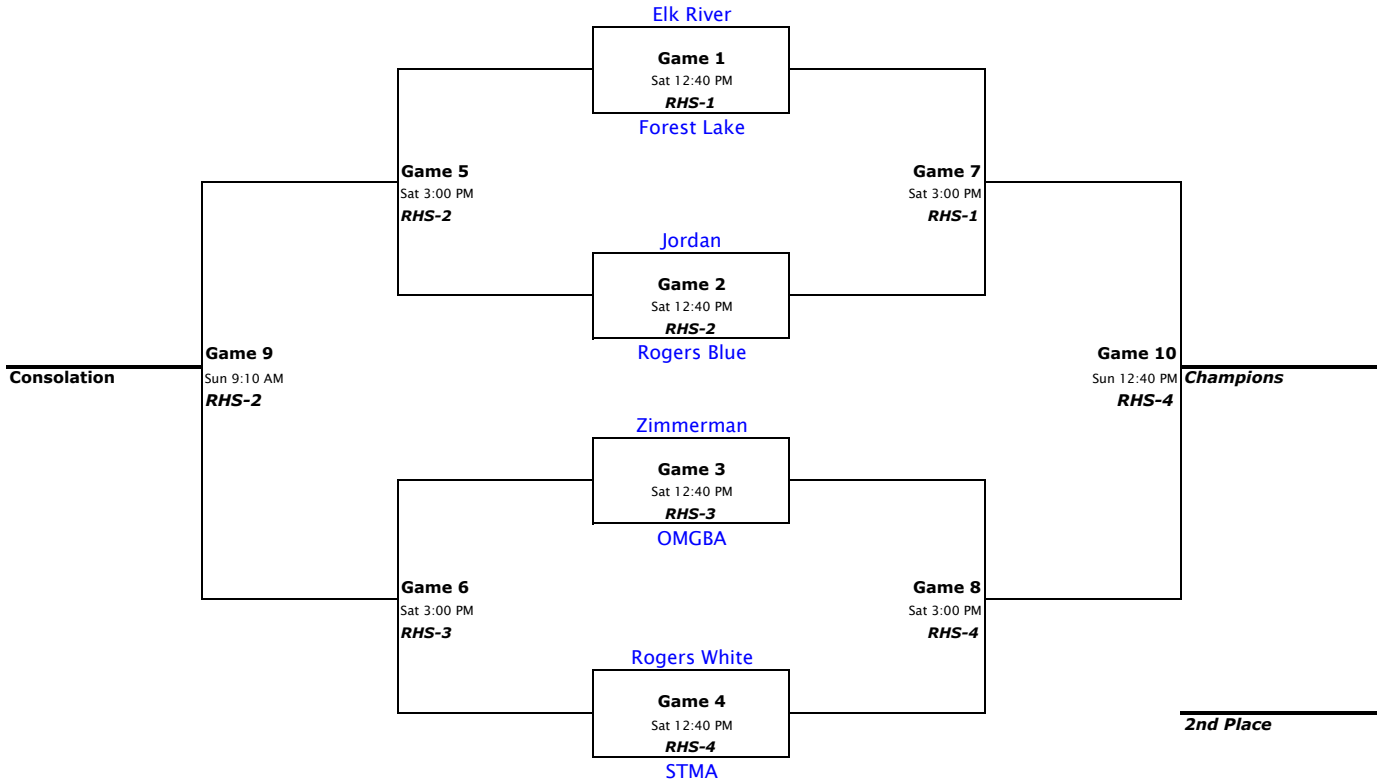 Elk River
Game 1
Sat 12:40 PM
RHS-1
Forest Lake
Game 5
Sat 3:00 PM
RHS-2
Game 7
Sat 3:00 PM
RHS-1
Jordan
Game 2
Sat 12:40 PM
RHS-2
Rogers Blue
Game 9
Sun 9:10 AM
RHS-2
Consolation
Game 10
Sun 12:40 PM
RHS-4
Champions
Zimmerman
Game 3
Sat 12:40 PM
RHS-3
OMGBA
Game 6
Sat 3:00 PM
RHS-3
Game 8
Sat 3:00 PM
RHS-4
Rogers White
Game 4
Sat 12:40 PM
RHS-4
STMA
2nd Place